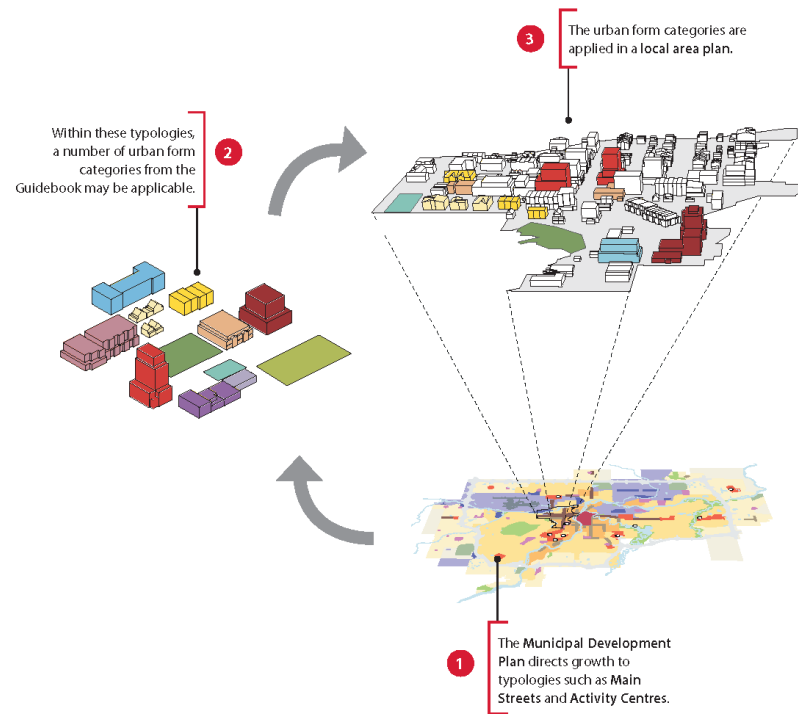 3
The urban form categories are
applied in a local area plan.
Within these typologies,
a number of urban form
categories from the
Guidebook may be applicable.
2
1
The Municipal Development
Plan directs growth to
typologies such as Main
Streets and Activity Centres.